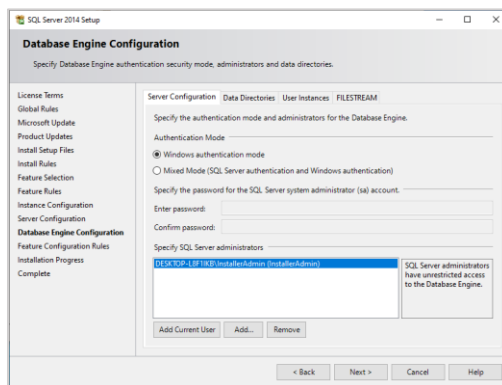 SQL Server 2014 Setup
Database Engine Configuration
Specify Database Engine authentication security mode, administrators and data directories.
License Terms
Global Rules
Microsoft Update
Product Updates
Install Setup Files
Install Rules
Feature Selection
Feature Rules
Instance Configuration
Server Configuration
Database Engine Configuration
Feature Configuration Rules
Installation Progress
Complete
Server Configuration Data Directories User Instances FILESTREAM
Specify the authentication mode and administrators for the Database Engine.
Authentication Mode
Windows authentication mode
Mixed Mode (SQL Server authentication and Windows authentication)
Specify the password for the SQL Server system administrator (sa) account.
Enter password:
Confirm password:
Specify SQL Server administrators
(InstallerAdmin)
SQL Server administrators
have unrestricted access
to the Database Engine.
Add Current User Add... Remove
< Back Next > Cancel Help